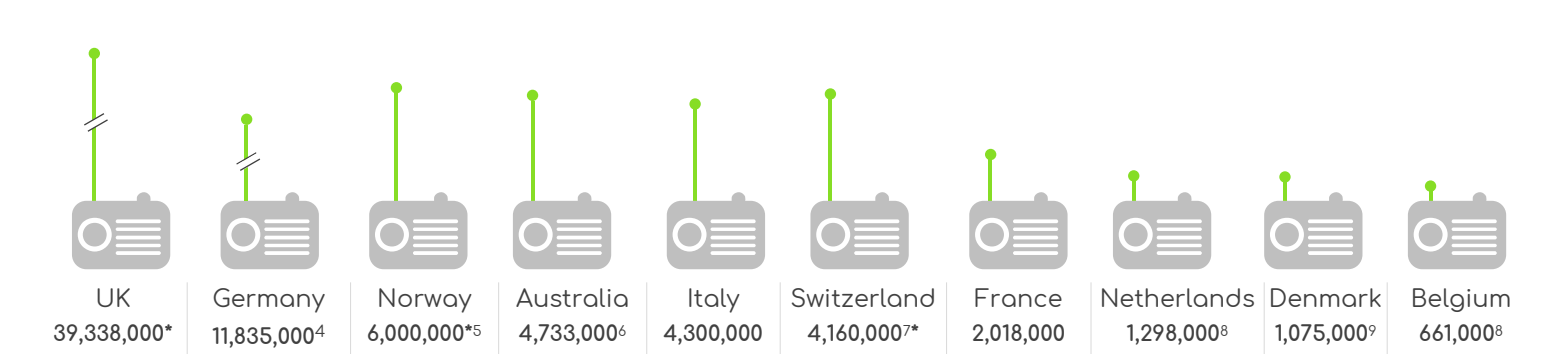 UK
39,338,000*
Germany
11,835,000⁴
Norway
6,000,000*⁵
Australia
4,733,000⁶
Italy
4,300,000
Switzerland
4,160,000⁷*
France
2,018,000
Netherlands
1,298,000⁸
Denmark
1,075,000⁹
Belgium
661,000⁸